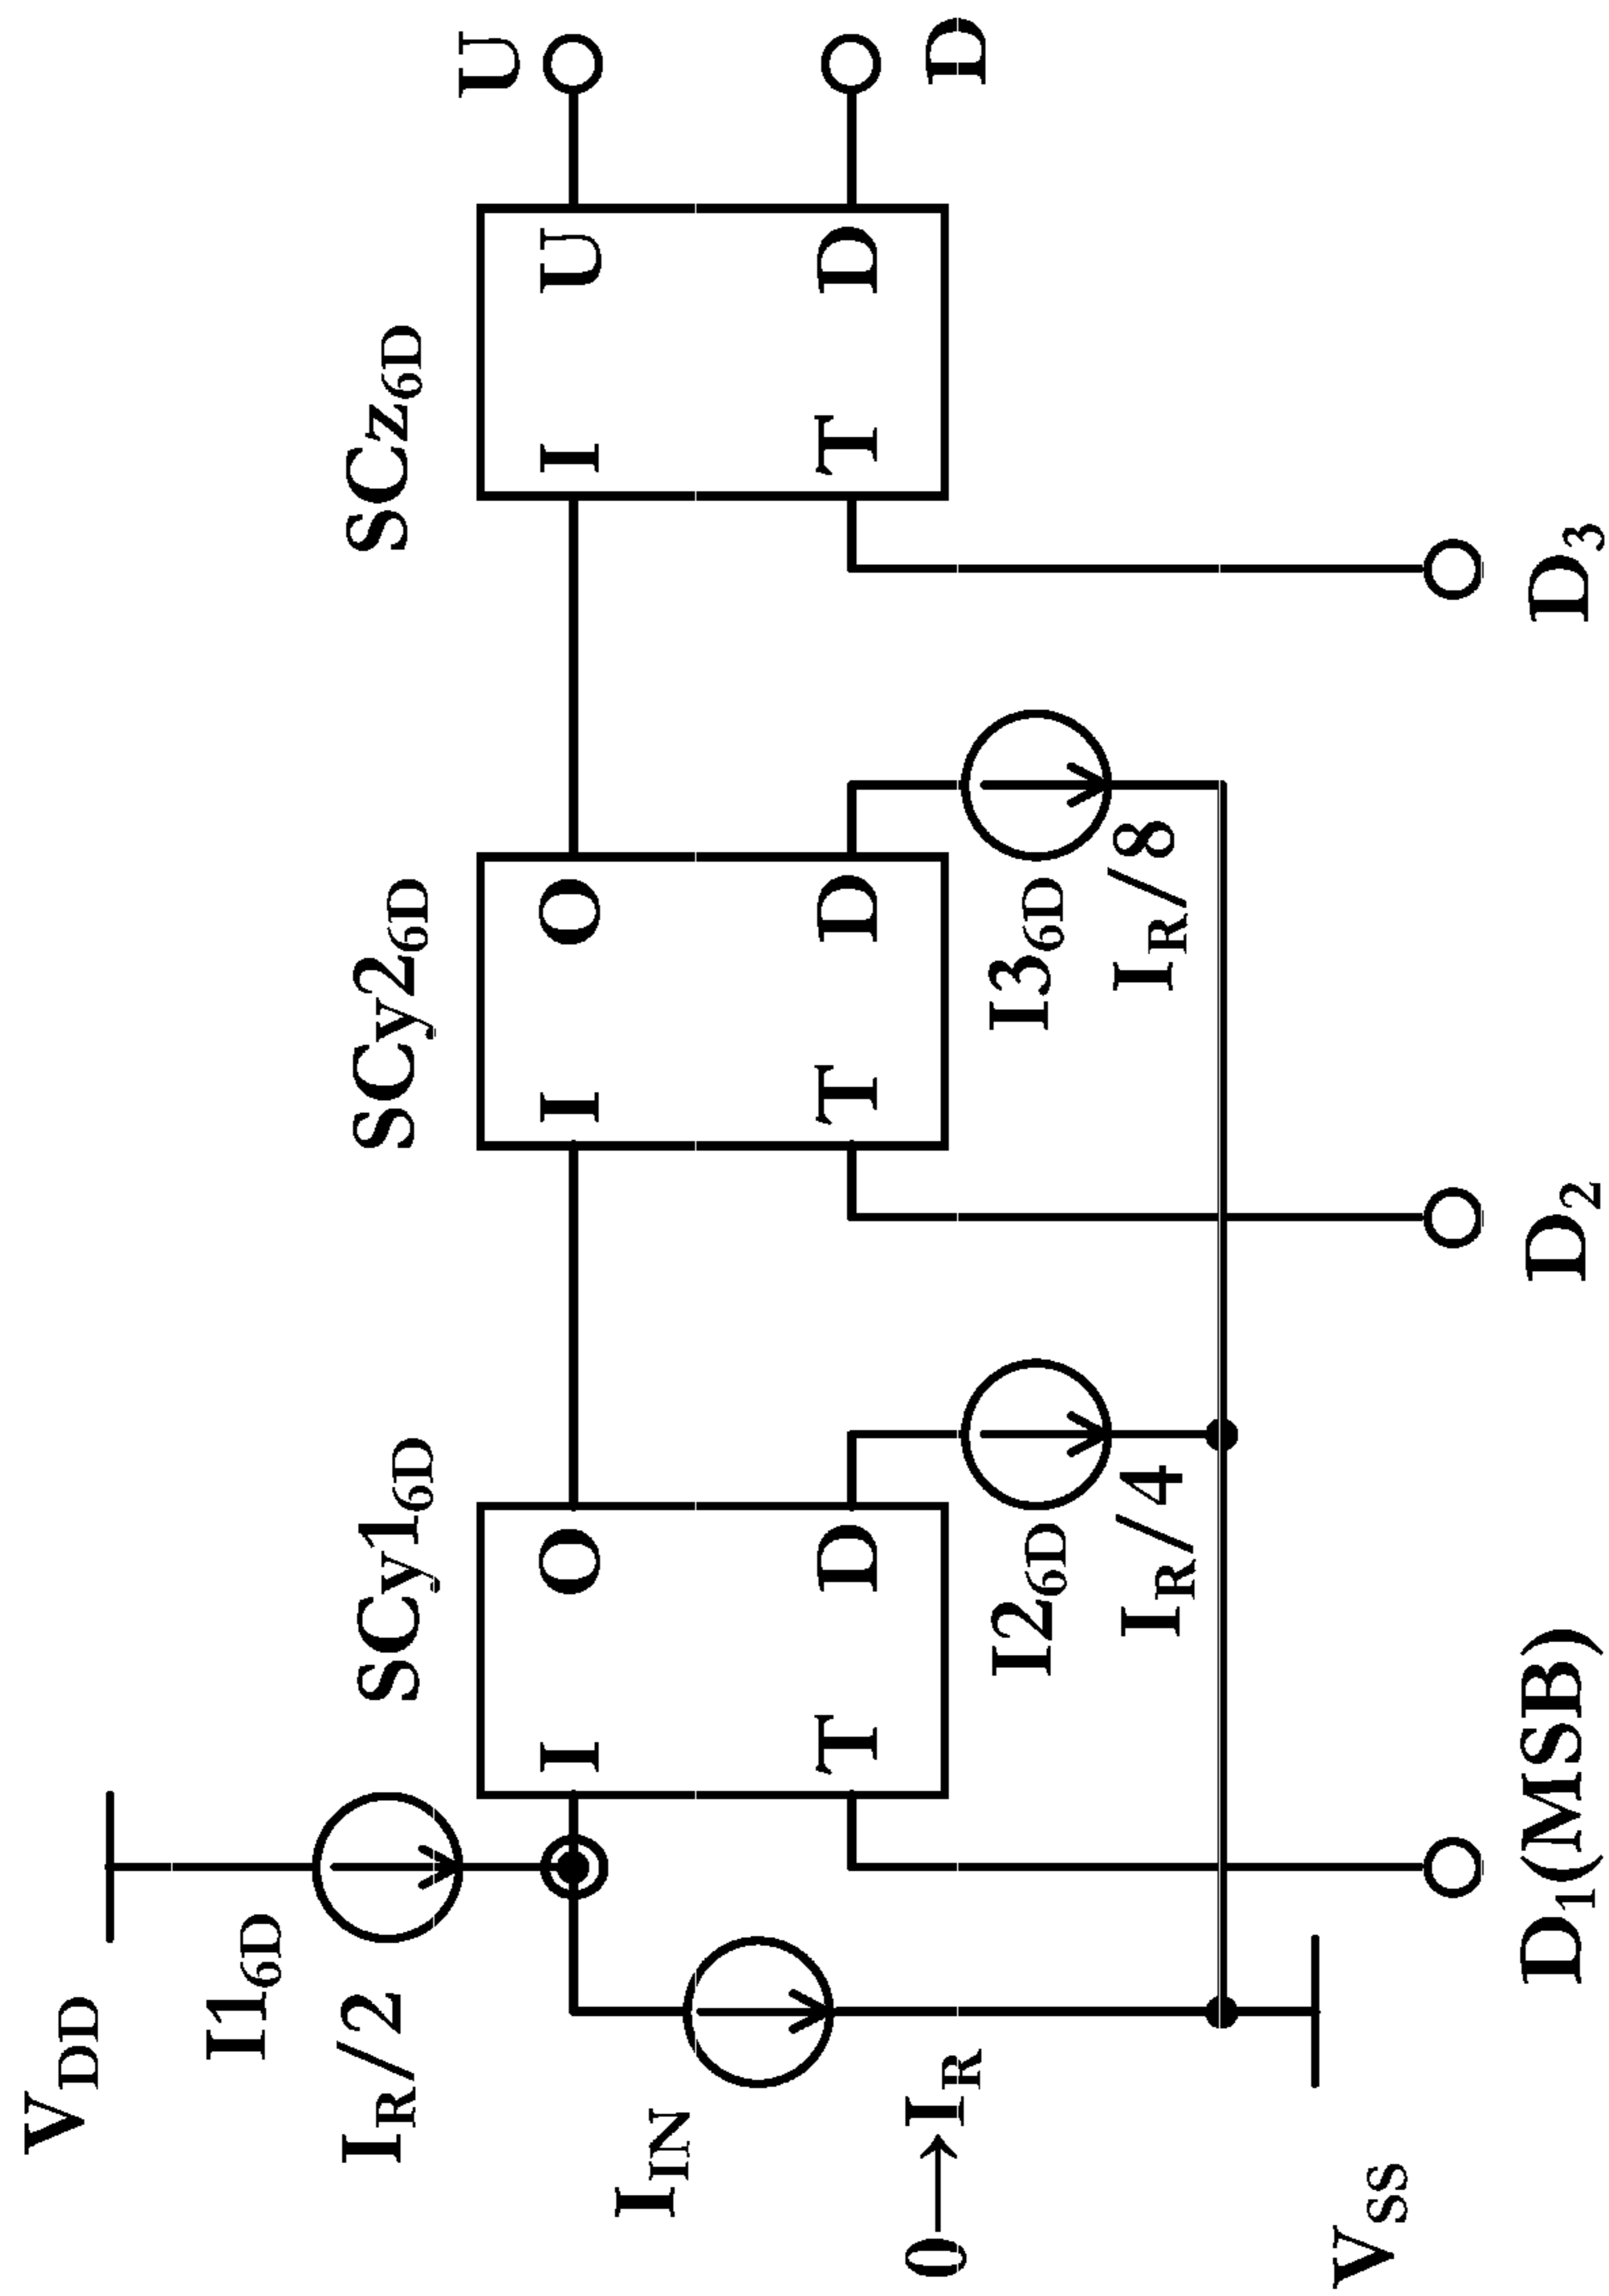 V_DD
I1_6D
I_R/2
I_IN
0→I_R
V_SS
SCy1_6D
I O
T D
I2_6D
I_R/4
D_1(MSB)
SCy2_6D
I O
T D
I3_6D
I_R/8
D_2
SCz_6D
I U
T D
D_3
U
D